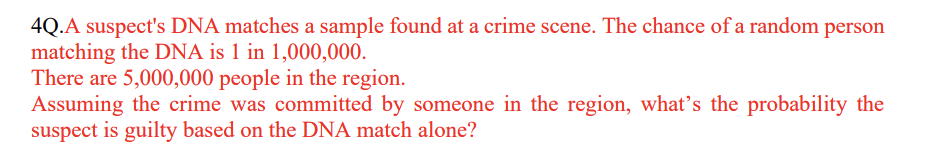 4Q.A suspect's DNA matches a sample found at a crime scene. The chance of a random person
matching the DNA is 1 in 1,000,000.
There are 5,000,000 people in the region.
Assuming the crime was committed by someone in the region, what’s the probability the
suspect is guilty based on the DNA match alone?